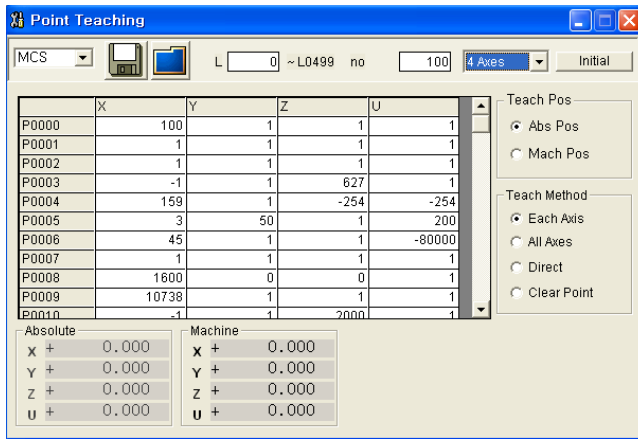 Point Teaching
MCS L 0 ~ L0499 no 100 4 Axes Initial
X Y Z U
P0000 100 1 1 1
P0001 1 1 1 1
P0002 1 1 1 1
P0003 -1 1 627 1
P0004 159 1 -254 -254
P0005 3 50 1 200
P0006 45 1 1 -80000
P0007 1 1 1 1
P0008 1600 0 0 1
P0009 10738 1 1 1
P0010 -1 1 2000 1
Teach Pos
Abs Pos
Mach Pos
Teach Method
Each Axis
All Axes
Direct
Clear Point
Absolute
X + 0.000
Y + 0.000
Z + 0.000
U + 0.000
Machine
X + 0.000
Y + 0.000
Z + 0.000
U + 0.000